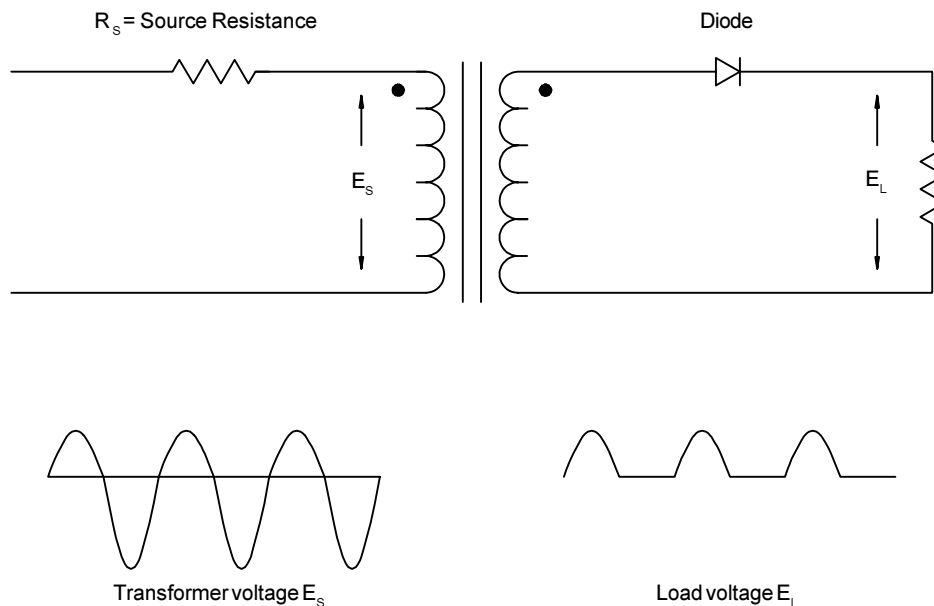 R_S = Source Resistance
Diode
E_S
E_L
Transformer voltage E_S
Load voltage E_L